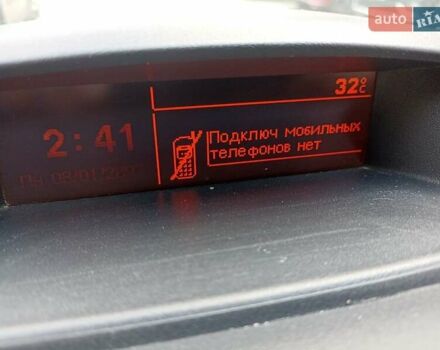 auto RIA
32°C
2:41
Подключ мобильных
телефонов нет